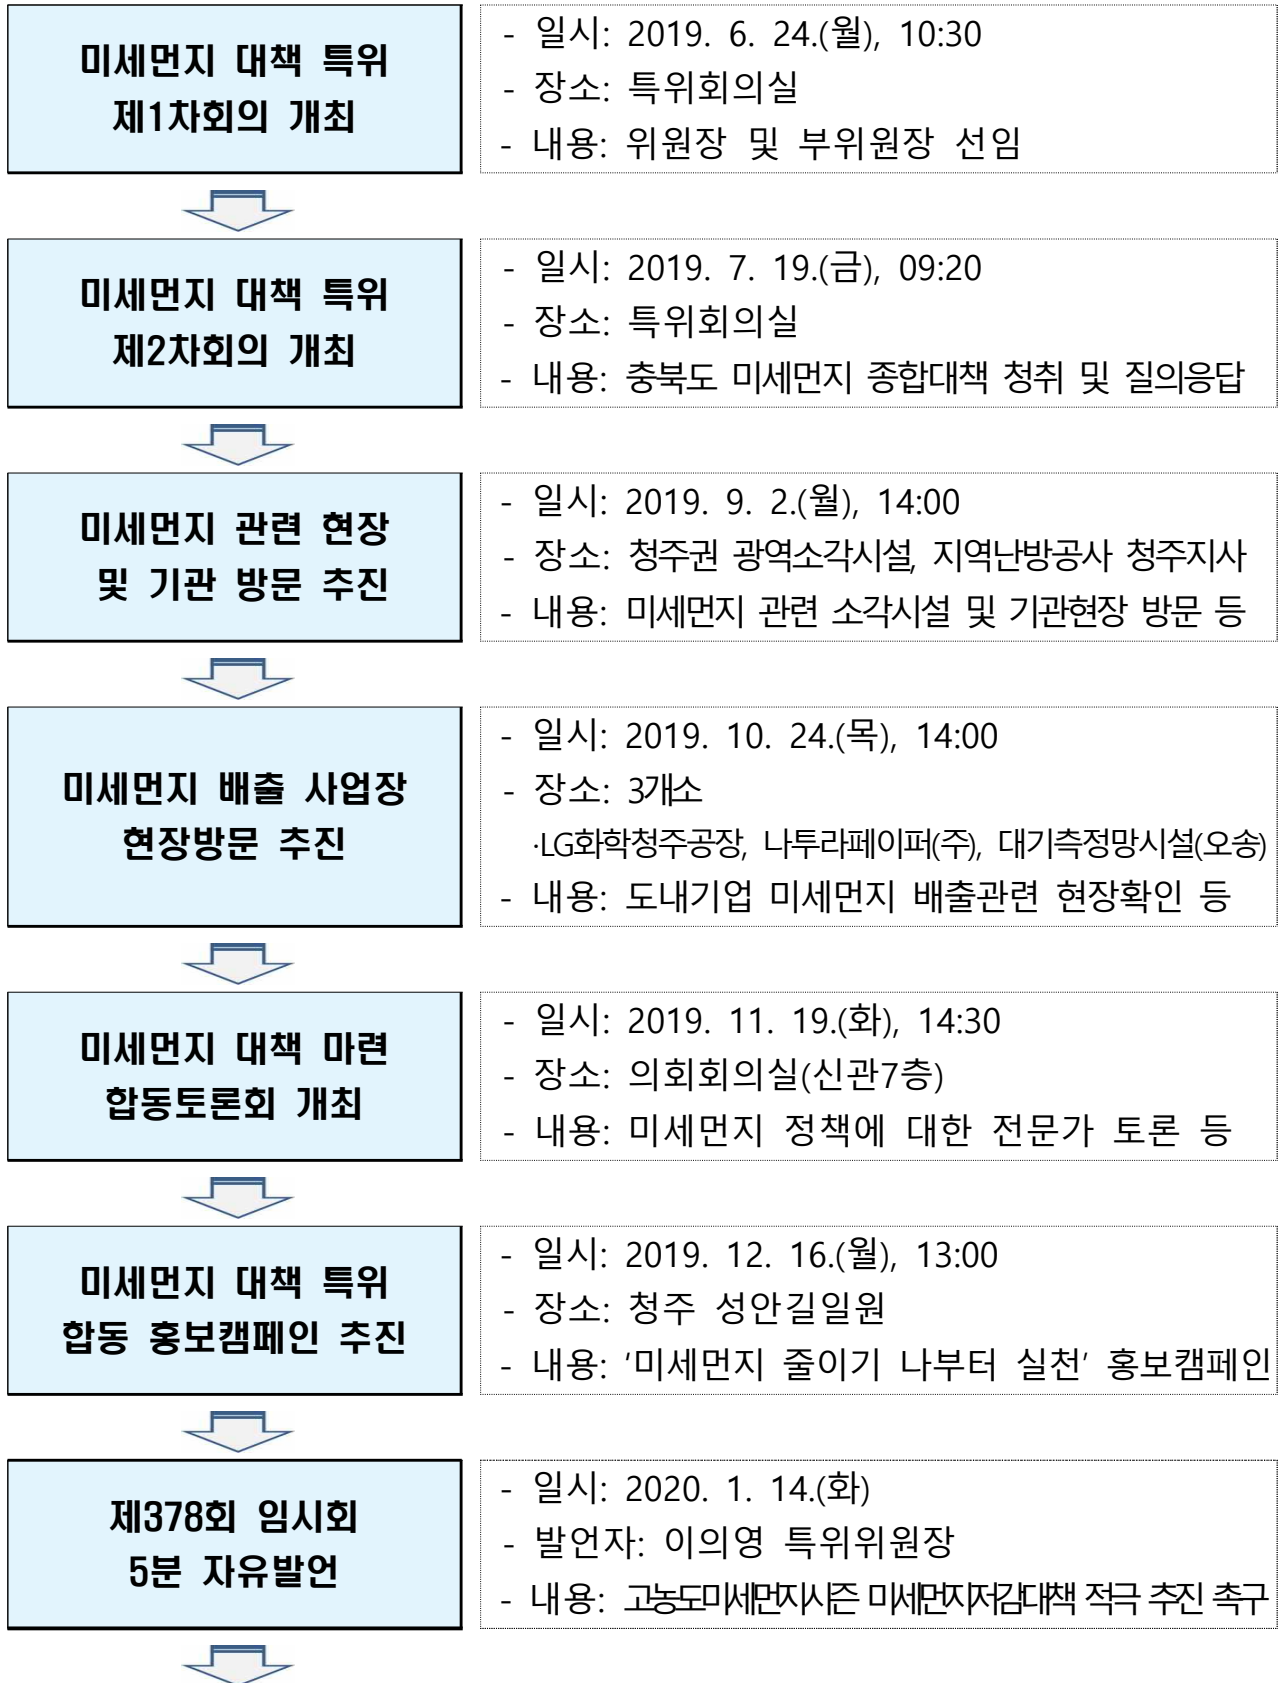 미세먼지 대책 특위
제1차회의 개최
- 일시: 2019. 6. 24.(월), 10:30
- 장소: 특위회의실
- 내용: 위원장 및 부위원장 선임
미세먼지 대책 특위
제2차회의 개최
- 일시: 2019. 7. 19.(금), 09:20
- 장소: 특위회의실
- 내용: 충북도 미세먼지 종합대책 청취 및 질의응답
미세먼지 관련 현장
및 기관 방문 추진
- 일시: 2019. 9. 2.(월), 14:00
- 장소: 청주권 광역소각시설, 지역난방공사 청주지사
- 내용: 미세먼지 관련 소각시설 및 기관현장 방문 등
미세먼지 배출 사업장
현장방문 추진
- 일시: 2019. 10. 24.(목), 14:00
- 장소: 3개소
·LG화학청주공장, 나투라페이퍼(주), 대기측정망시설(오송)
- 내용: 도내기업 미세먼지 배출관련 현장확인 등
미세먼지 대책 마련
합동토론회 개최
- 일시: 2019. 11. 19.(화), 14:30
- 장소: 의회회의실(신관7층)
- 내용: 미세먼지 정책에 대한 전문가 토론 등
미세먼지 대책 특위
합동 홍보캠페인 추진
- 일시: 2019. 12. 16.(월), 13:00
- 장소: 청주 성안길일원
- 내용: '미세먼지 줄이기 나부터 실천' 홍보캠페인
제378회 임시회
5분 자유발언
- 일시: 2020. 1. 14.(화)
- 발언자: 이의영 특위위원장
- 내용: 고농도미세먼지시즌 미세먼지저감대책 적극 추진 촉구